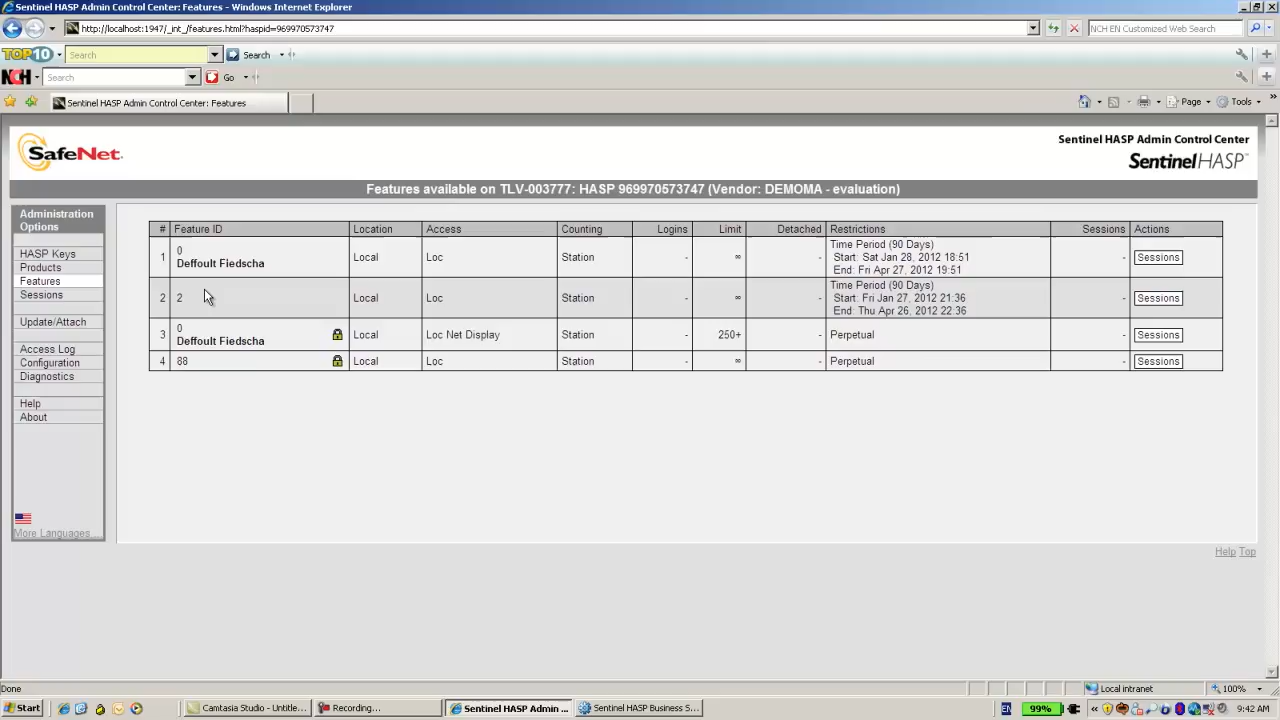 Sentinel HASP Admin Control Center: Features - Windows Internet Explorer
http://localhost:1947/_int_/features.html?haspid=969970573747
NCH EN Customized Web Search
TOP10 Search Search
NCH Search Go
Sentinel HASP Admin Control Center: Features
Page Tools
SafeNet.
Sentinel HASP Admin Control Center
Sentinel HASP
Features available on TLV-003777: HASP 969970573747 (Vendor: DEMOMA - evaluation)
Administration
Options
HASP Keys
Products
Features
Sessions
Update/Attach
Access Log
Configuration
Diagnostics
Help
About
More Languages ...
# Feature ID Location Access Counting Logins Limit Detached Restrictions Sessions Actions
1 0
Deffoult Fiedscha Local Loc Station - ∞ - Time Period (90 Days)
Start: Sat Jan 28, 2012 18:51
End: Fri Apr 27, 2012 19:51 - Sessions
2 2 Local Loc Station - ∞ - Time Period (90 Days)
Start: Fri Jan 27, 2012 21:36
End: Thu Apr 26, 2012 22:36 - Sessions
3 0
Deffoult Fiedscha Local Loc Net Display Station - 250+ - Perpetual - Sessions
4 88 Local Loc Station - ∞ - Perpetual - Sessions
Help Top
Done
Local intranet
100%
Start
Camtasia Studio - Untitle...
Recording...
Sentinel HASP Admin ...
Sentinel HASP Business S...
EN
99%
9:42 AM